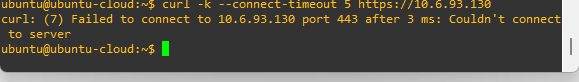 ubuntu@ubuntu-cloud:~$ curl -k --connect-timeout 5 https://10.6.93.130
curl: (7) Failed to connect to 10.6.93.130 port 443 after 3 ms: Couldn't connect
 to server
ubuntu@ubuntu-cloud:~$